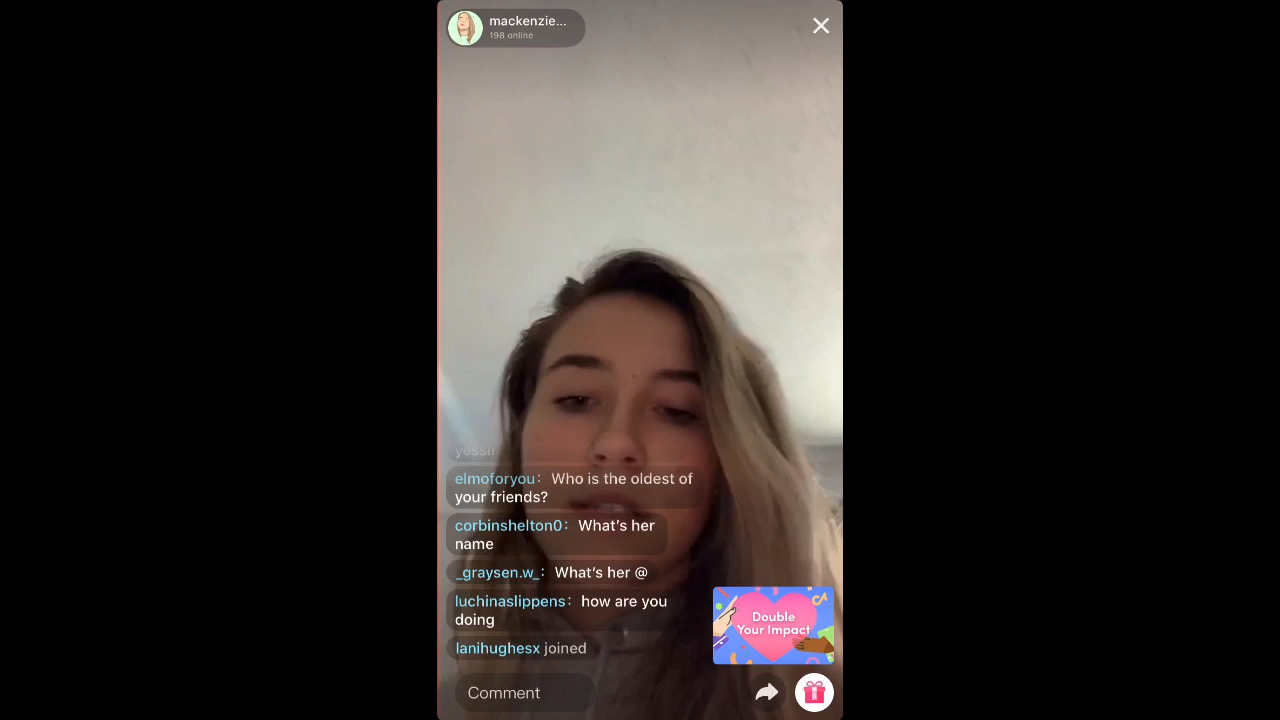 mackenzie...
198 online
yessir
elmoforyou: Who is the oldest of
your friends?
corbinshelton0: What's her
name
_graysen.w_: What's her @
luchinaslippens: how are you
doing
lanihughesx joined
Double
Your Impact
Comment